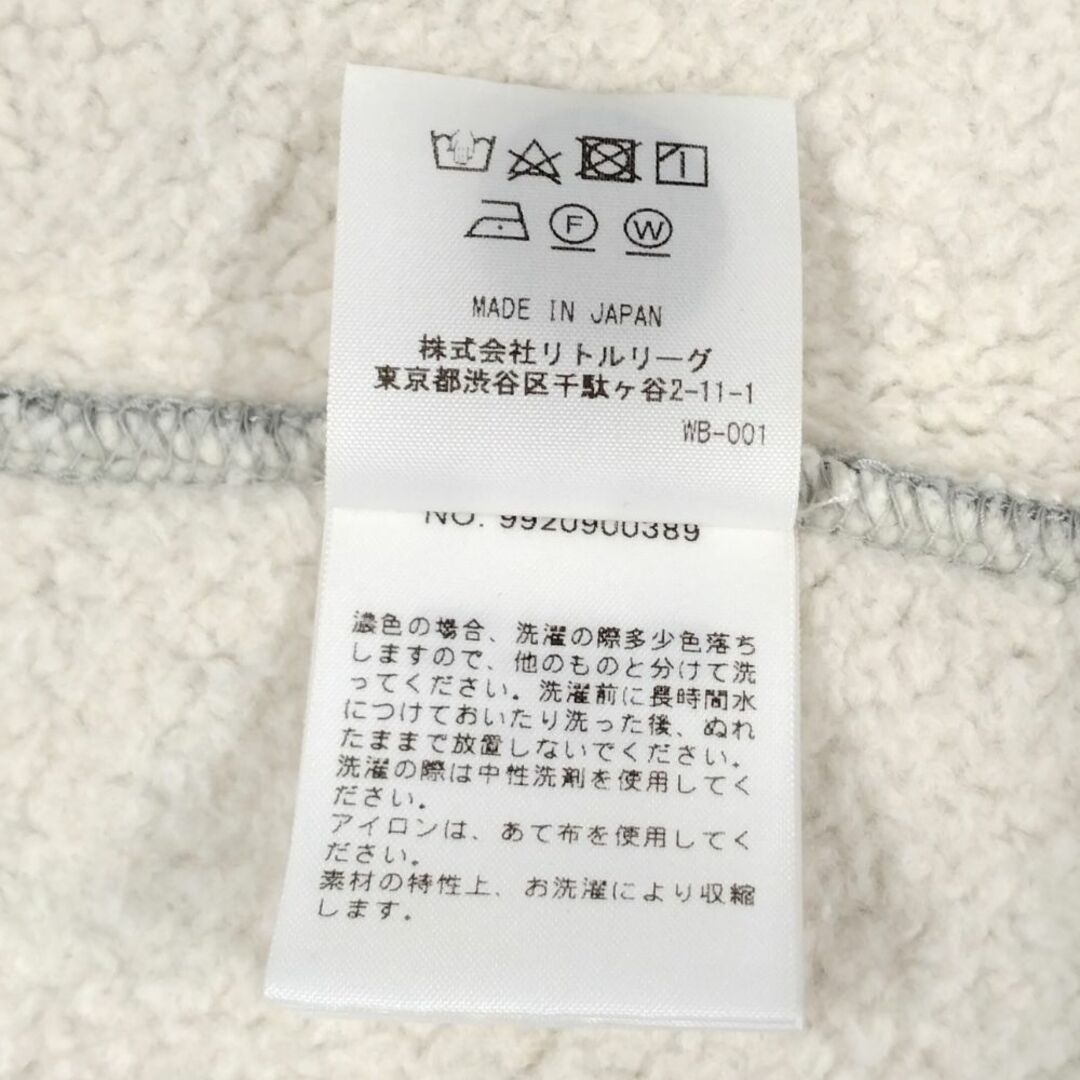 F W
MADE IN JAPAN
株式会社リトルリーグ
東京都渋谷区千駄ヶ谷2-11-1
WB-001
NO. 9920900389
濃色の場合、洗濯の際多少色落ち
しますので、他のものと分けて洗
ってください。洗濯前に長時間水
につけておいたり洗った後、ぬれ
たままで放置しないでください。
洗濯の際は中性洗剤を使用してく
ださい。
アイロンは、あて布を使用してく
ださい。
素材の特性上、お洗濯により収縮
します。